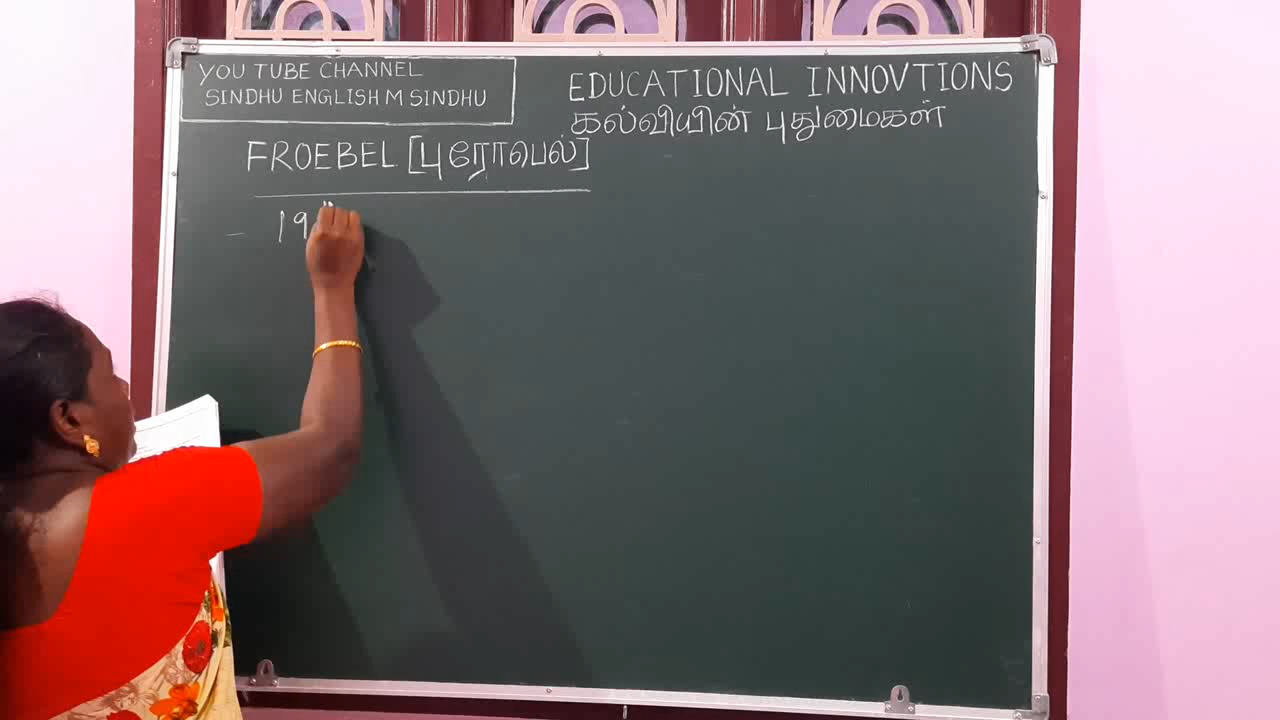 YOU TUBE CHANNEL
SINDHU ENGLISH M SINDHU
EDUCATIONAL INNOVTIONS
கல்வியின் புதுமைகள்
FROEBEL [புரோபெல்]
- 19